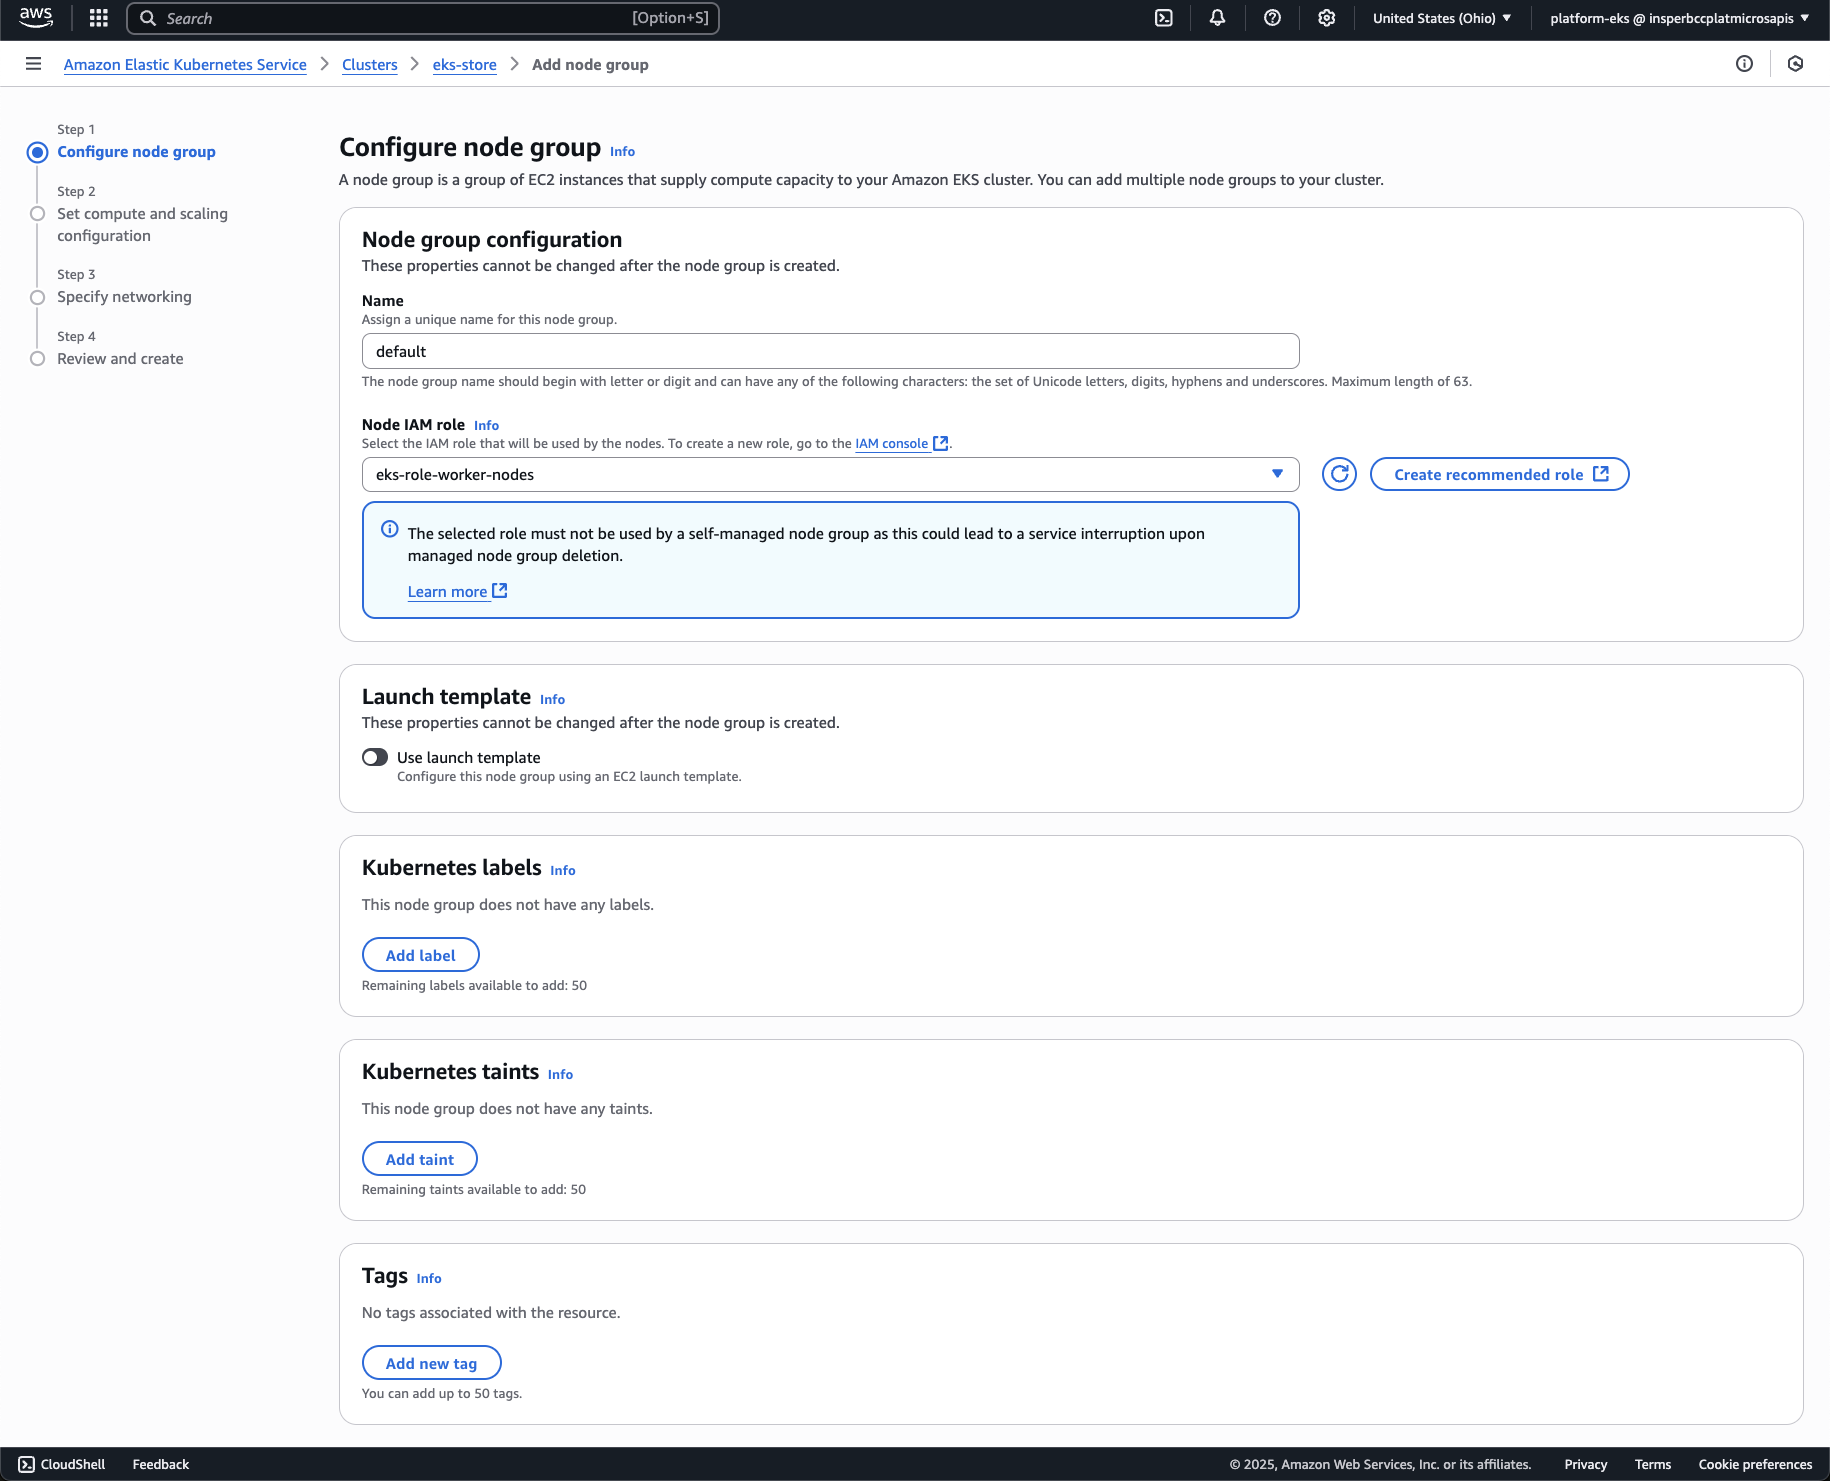 aws
Search [Option+S]
United States (Ohio)
platform-eks @ insperbccplatmicrosapis
Amazon Elastic Kubernetes Service
Clusters
eks-store
Add node group
Step 1
Configure node group
Step 2
Set compute and scaling
configuration
Step 3
Specify networking
Step 4
Review and create
Configure node group Info
A node group is a group of EC2 instances that supply compute capacity to your Amazon EKS cluster. You can add multiple node groups to your cluster.
Node group configuration
These properties cannot be changed after the node group is created.
Name
Assign a unique name for this node group.
default
The node group name should begin with letter or digit and can have any of the following characters: the set of Unicode letters, digits, hyphens and underscores. Maximum length of 63.
Node IAM role Info
Select the IAM role that will be used by the nodes. To create a new role, go to the IAM console.
eks-role-worker-nodes
Create recommended role
The selected role must not be used by a self-managed node group as this could lead to a service interruption upon
managed node group deletion.
Learn more
Launch template Info
These properties cannot be changed after the node group is created.
Use launch template
Configure this node group using an EC2 launch template.
Kubernetes labels Info
This node group does not have any labels.
Add label
Remaining labels available to add: 50
Kubernetes taints Info
This node group does not have any taints.
Add taint
Remaining taints available to add: 50
Tags Info
No tags associated with the resource.
Add new tag
You can add up to 50 tags.
CloudShell
Feedback
© 2025, Amazon Web Services, Inc. or its affiliates.
Privacy
Terms
Cookie preferences